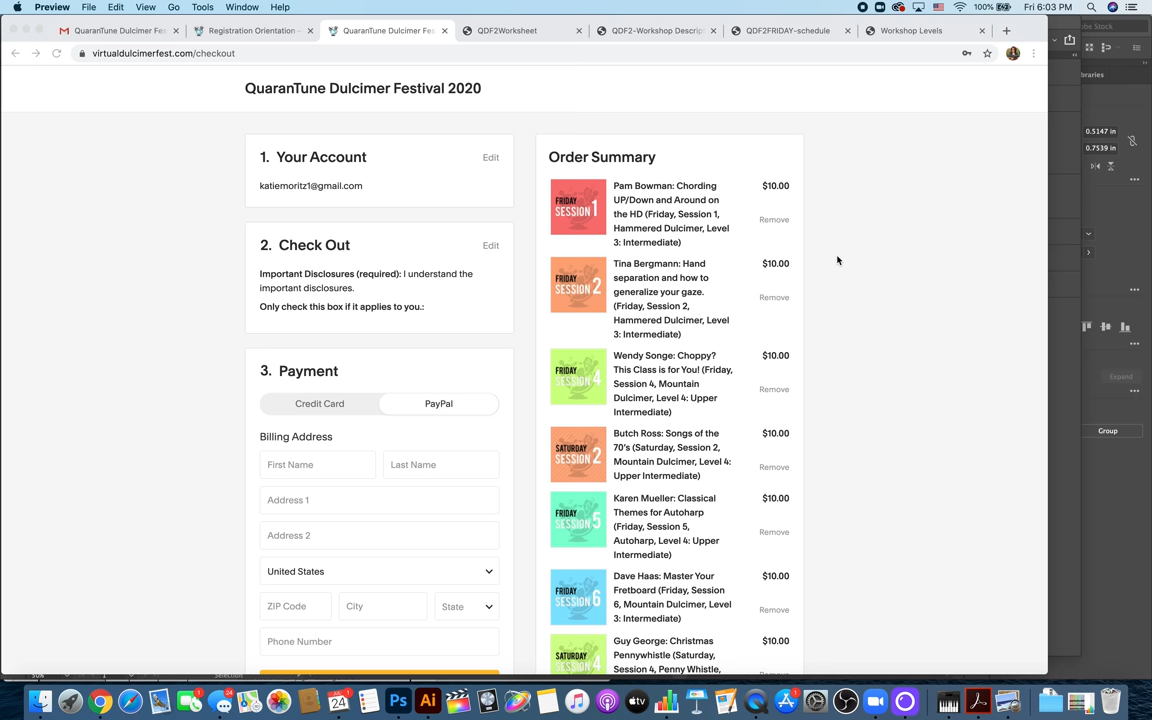 Preview File Edit View Go Tools Window Help
100% Fri 6:03 PM
QuaranTune Dulcimer Fes
Registration Orientation -
QuaranTune Dulcimer Fes
QDF2Worksheet
QDF2-Workshop Descript
QDF2FRIDAY-schedule
Workshop Levels
virtualdulcimerfest.com/checkout
QuaranTune Dulcimer Festival 2020
1. Your Account
Edit
katiemoritz1@gmail.com
2. Check Out
Edit
Important Disclosures (required): I understand the
important disclosures.
Only check this box if it applies to you.:
3. Payment
Credit Card
PayPal
Billing Address
First Name
Last Name
Address 1
Address 2
United States
ZIP Code
City
State
Phone Number
Order Summary
FRIDAY
SESSION 1
Pam Bowman: Chording
UP/Down and Around on
the HD (Friday, Session 1,
Hammered Dulcimer, Level
3: Intermediate)
$10.00
Remove
FRIDAY
SESSION 2
Tina Bergmann: Hand
separation and how to
generalize your gaze.
(Friday, Session 2,
Hammered Dulcimer, Level
3: Intermediate)
$10.00
Remove
FRIDAY
SESSION 4
Wendy Songe: Choppy?
This Class is for You! (Friday,
Session 4, Mountain
Dulcimer, Level 4: Upper
Intermediate)
$10.00
Remove
SATURDAY
SESSION 2
Butch Ross: Songs of the
70's (Saturday, Session 2,
Mountain Dulcimer, Level 4:
Upper Intermediate)
$10.00
Remove
FRIDAY
SESSION 5
Karen Mueller: Classical
Themes for Autoharp
(Friday, Session 5,
Autoharp, Level 4: Upper
Intermediate)
$10.00
Remove
FRIDAY
SESSION 6
Dave Haas: Master Your
Fretboard (Friday, Session
6, Mountain Dulcimer, Level
3: Intermediate)
$10.00
Remove
SATURDAY
SESSION 4
Guy George: Christmas
Pennywhistle (Saturday,
Session 4, Penny Whistle,
$10.00
obe Stock
braries
0.5147 in
0.7539 in
Expand
Group
Selection
JUL
24
Ps
Ai
tv